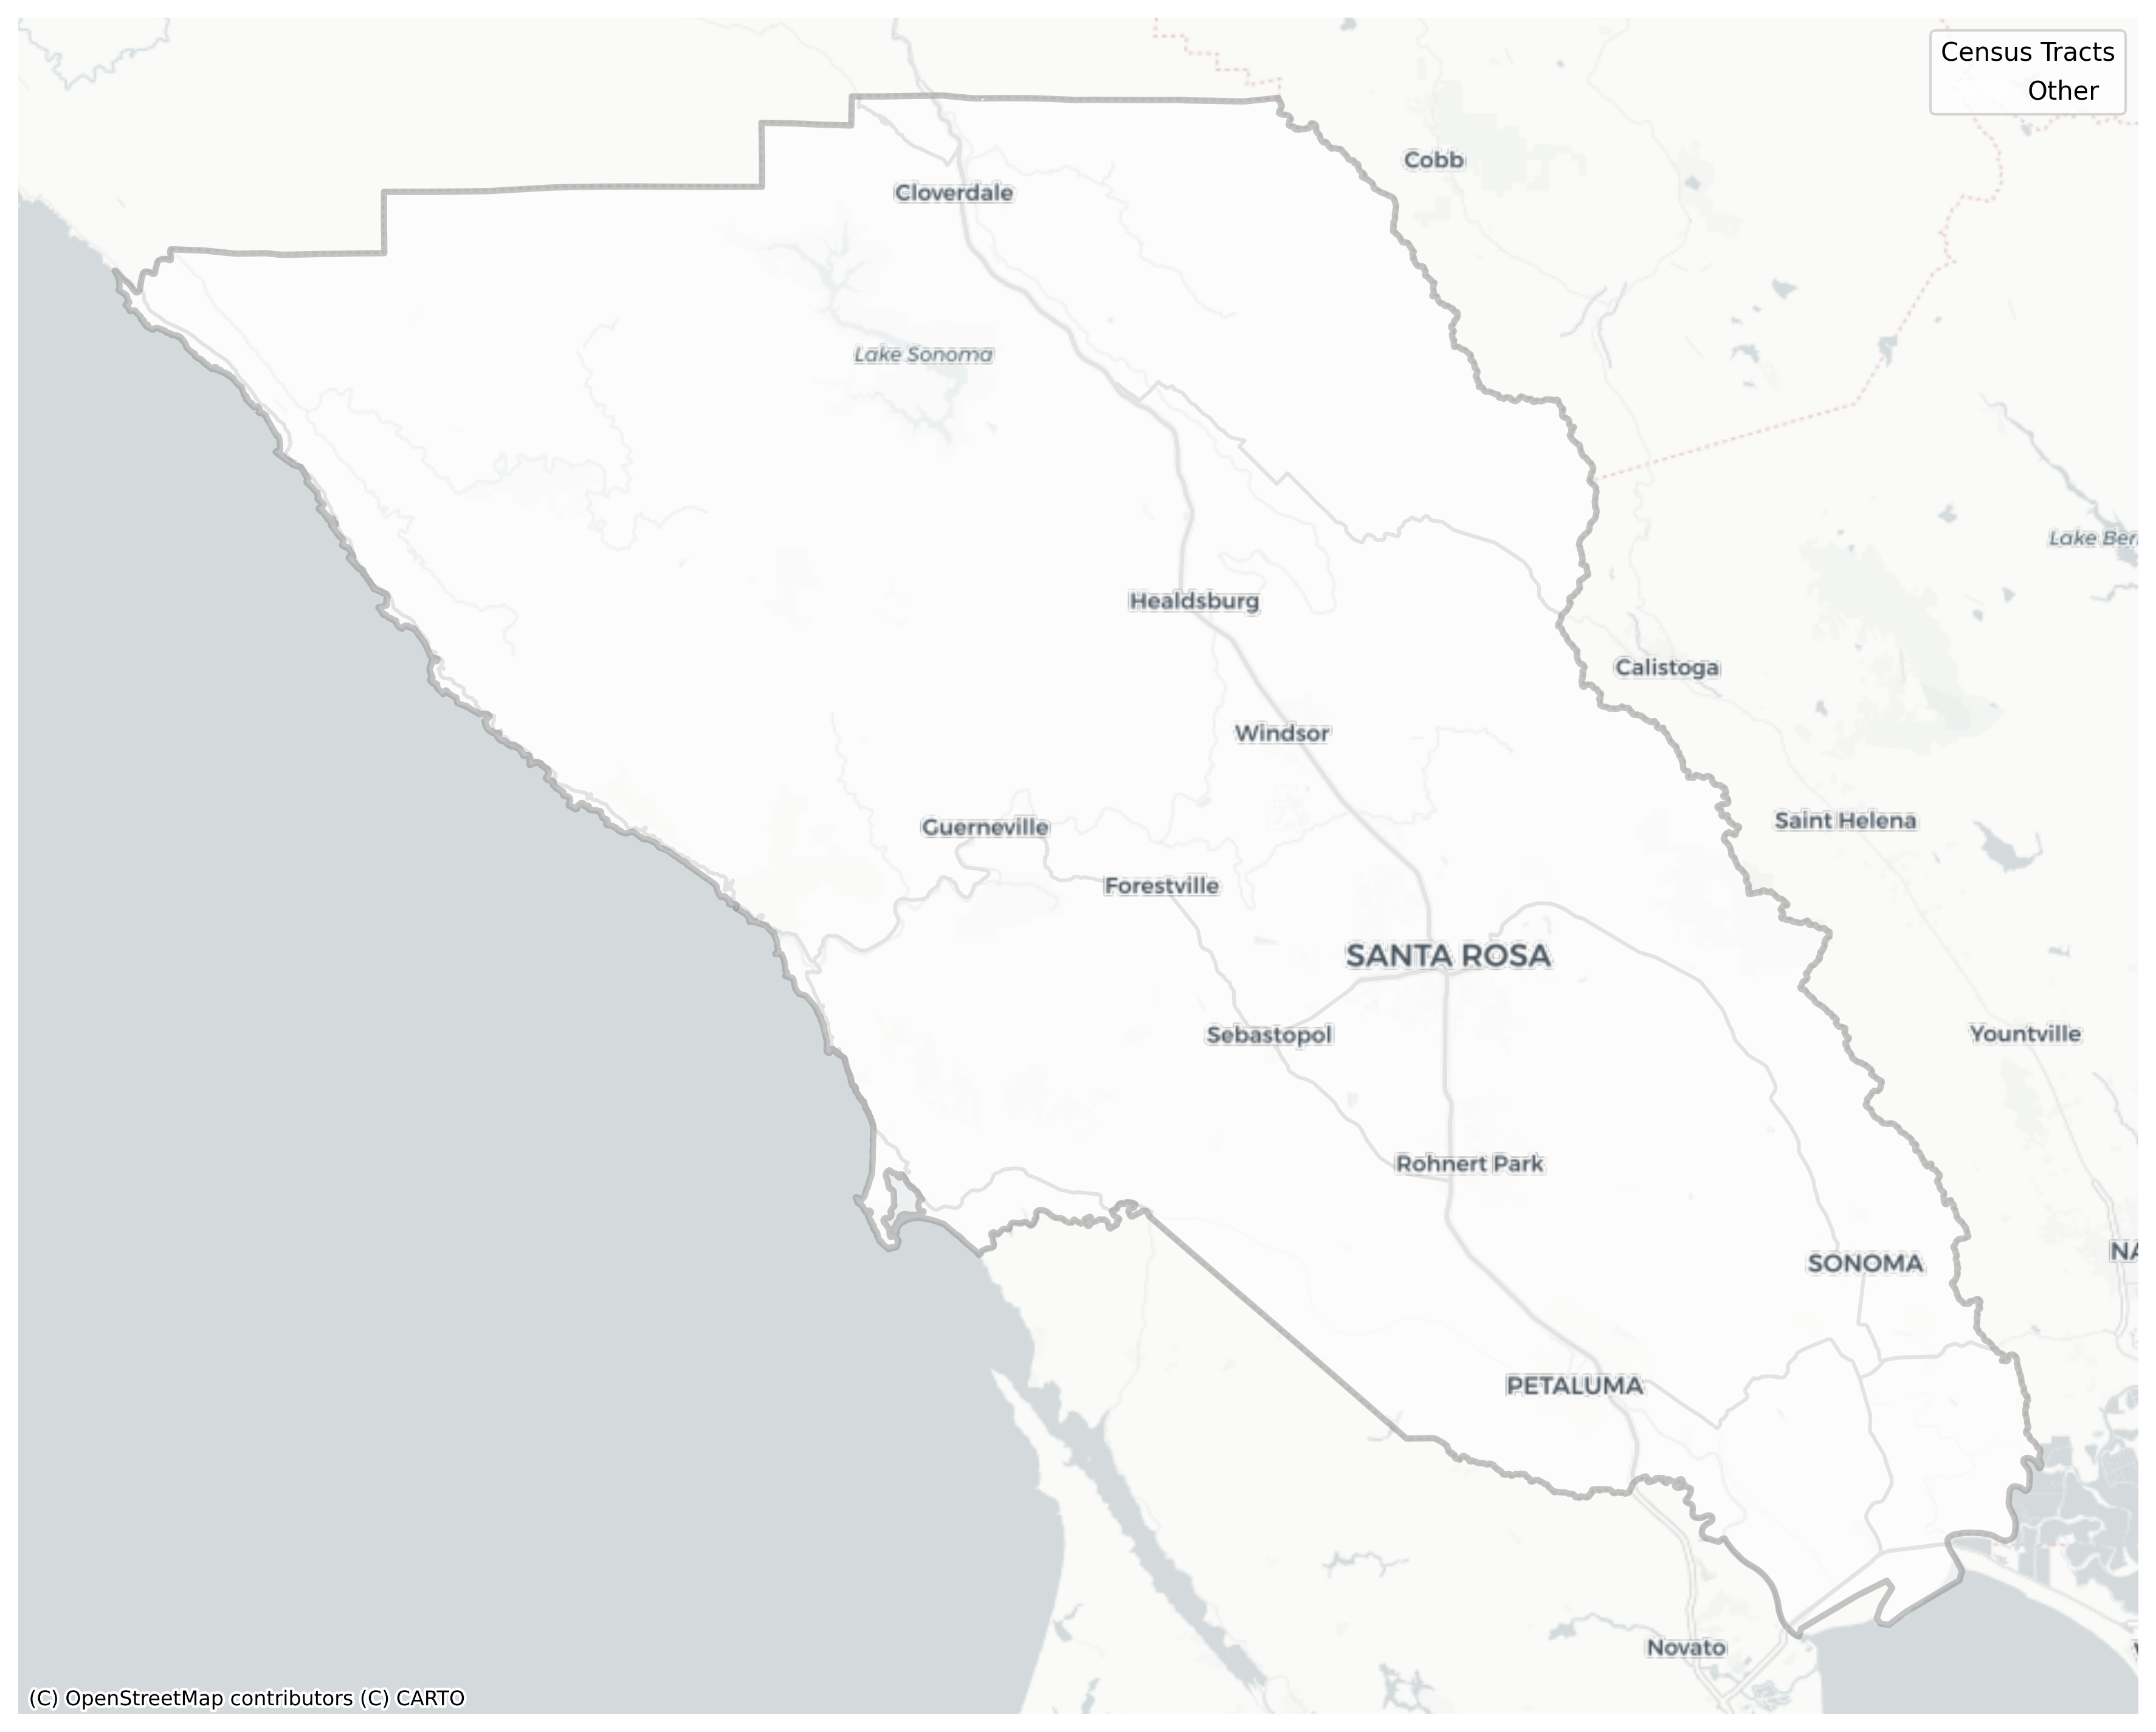 Census Tracts
Other
Cobb
Cloverdale
Lake Sonoma
Lake Ber
Healdsburg
Calistoga
Windsor
Saint Helena
Guerneville
Forestville
SANTA ROSA
Sebastopol
Yountville
Rohnert Park
NA
SONOMA
PETALUMA
Novato
(C) OpenStreetMap contributors (C) CARTO